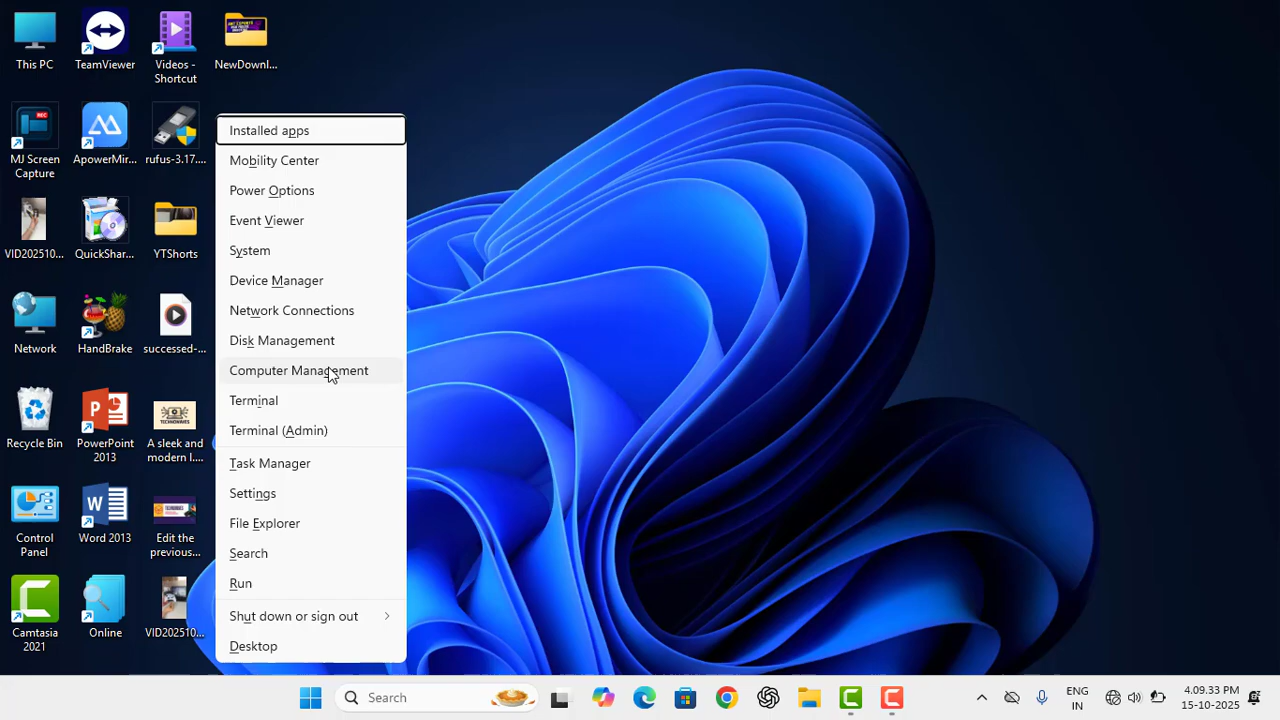 This PC
TeamViewer
Videos -
Shortcut
NewDownl...
MJ Screen
Capture
ApowerMir...
rufus-3.17....
VID202510...
QuickShar...
YTShorts
Network
HandBrake
successed-...
Recycle Bin
PowerPoint
2013
A sleek and
modern l....
Control
Panel
Word 2013
Edit the
previous...
Camtasia
2021
Online
VID202510...
Installed apps
Mobility Center
Power Options
Event Viewer
System
Device Manager
Network Connections
Disk Management
Computer Management
Terminal
Terminal (Admin)
Task Manager
Settings
File Explorer
Search
Run
Shut down or sign out
Desktop
Search
ENG
IN
4.09.33 PM
15-10-2025